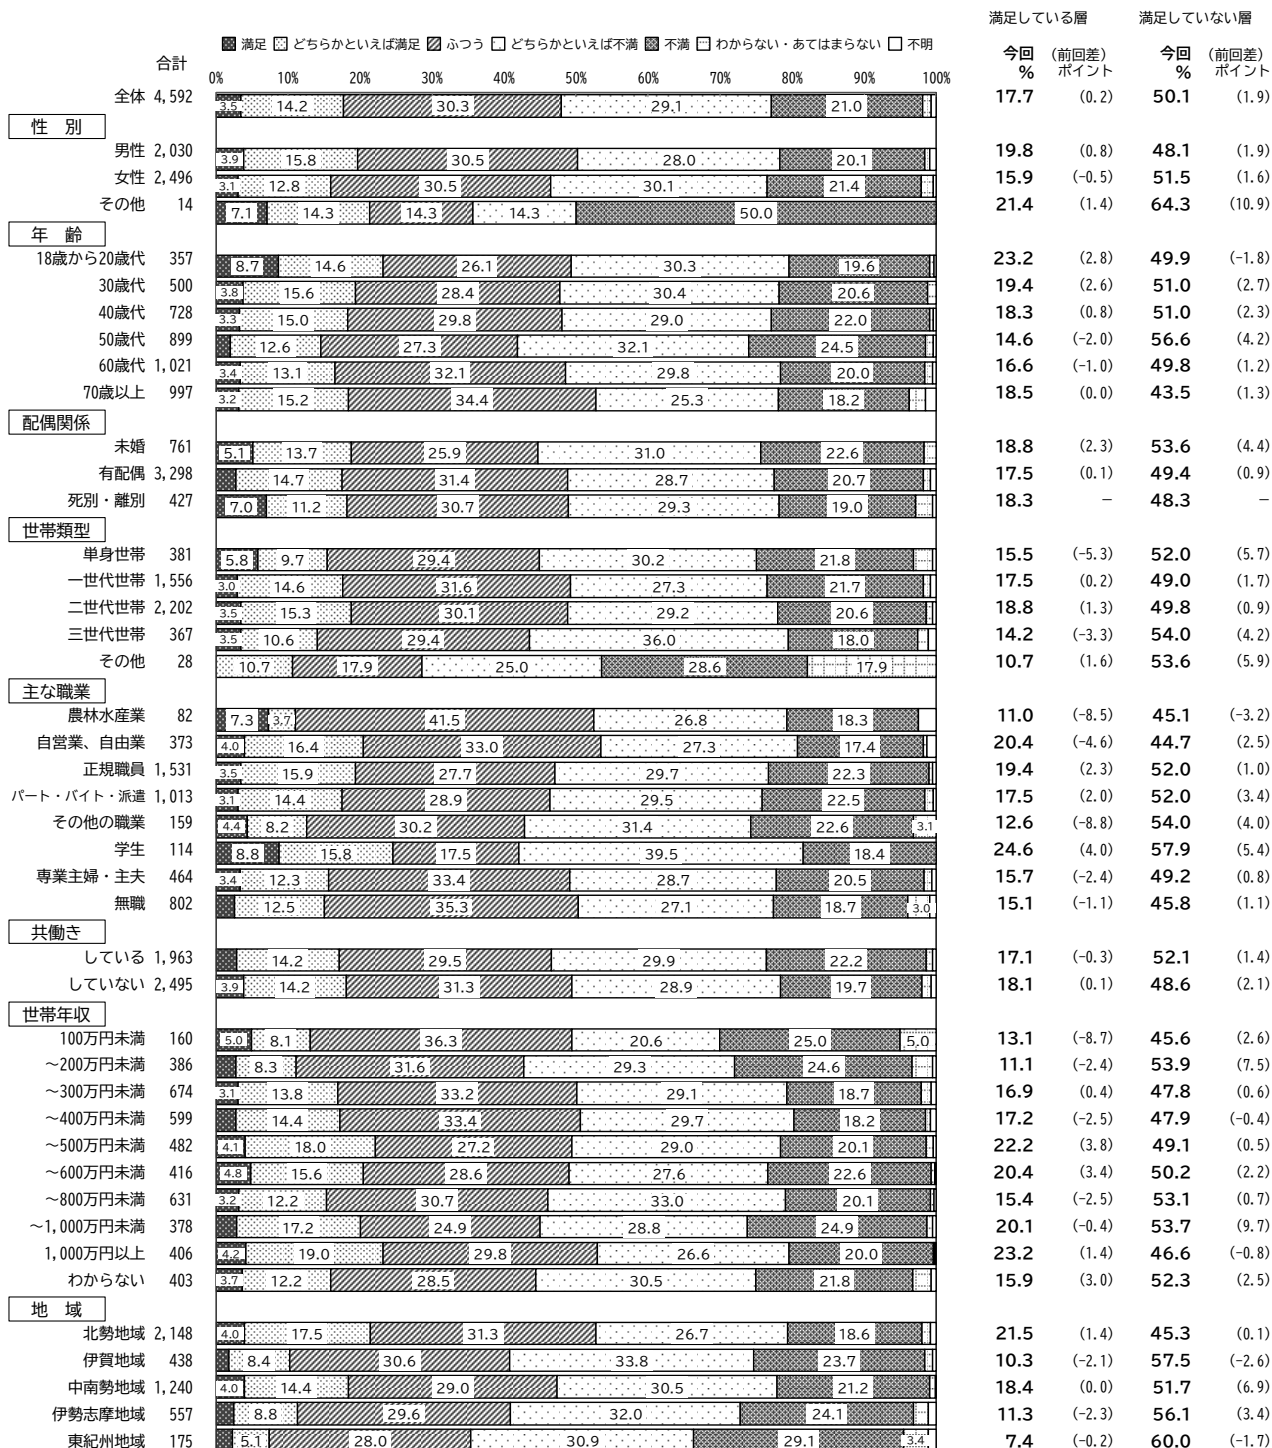 満足している層 満足していない層
満足 どちらかといえば満足 ふつう どちらかといえば不満 不満 わからない・あてはまらない 不明
今回 (前回差) 今回 (前回差)
合計 % ポイント % ポイント
0% 10% 20% 30% 40% 50% 60% 70% 80% 90% 100%
全体 4,592 3.5 14.2 30.3 29.1 21.0 17.7 (0.2) 50.1 (1.9)
性 別
男性 2,030 3.9 15.8 30.5 28.0 20.1 19.8 (0.8) 48.1 (1.9)
女性 2,496 3.1 12.8 30.5 30.1 21.4 15.9 (-0.5) 51.5 (1.6)
その他 14 7.1 14.3 14.3 14.3 50.0 21.4 (1.4) 64.3 (10.9)
年 齢
18歳から20歳代 357 8.7 14.6 26.1 30.3 19.6 23.2 (2.8) 49.9 (-1.8)
30歳代 500 3.8 15.6 28.4 30.4 20.6 19.4 (2.6) 51.0 (2.7)
40歳代 728 3.3 15.0 29.8 29.0 22.0 18.3 (0.8) 51.0 (2.3)
50歳代 899 12.6 27.3 32.1 24.5 14.6 (-2.0) 56.6 (4.2)
60歳代 1,021 3.4 13.1 32.1 29.8 20.0 16.6 (-1.0) 49.8 (1.2)
70歳以上 997 3.2 15.2 34.4 25.3 18.2 18.5 (0.0) 43.5 (1.3)
配偶関係
未婚 761 5.1 13.7 25.9 31.0 22.6 18.8 (2.3) 53.6 (4.4)
有配偶 3,298 14.7 31.4 28.7 20.7 17.5 (0.1) 49.4 (0.9)
死別・離別 427 7.0 11.2 30.7 29.3 19.0 18.3 － 48.3 －
世帯類型
単身世帯 381 5.8 9.7 29.4 30.2 21.8 15.5 (-5.3) 52.0 (5.7)
一世代世帯 1,556 3.0 14.6 31.6 27.3 21.7 17.5 (0.2) 49.0 (1.7)
二世代世帯 2,202 3.5 15.3 30.1 29.2 20.6 18.8 (1.3) 49.8 (0.9)
三世代世帯 367 3.5 10.6 29.4 36.0 18.0 14.2 (-3.3) 54.0 (4.2)
その他 28 10.7 17.9 25.0 28.6 17.9 10.7 (1.6) 53.6 (5.9)
主な職業
農林水産業 82 7.3 3.7 41.5 26.8 18.3 11.0 (-8.5) 45.1 (-3.2)
自営業、自由業 373 4.0 16.4 33.0 27.3 17.4 20.4 (-4.6) 44.7 (2.5)
正規職員 1,531 3.5 15.9 27.7 29.7 22.3 19.4 (2.3) 52.0 (1.0)
パート・バイト・派遣 1,013 3.1 14.4 28.9 29.5 22.5 17.5 (2.0) 52.0 (3.4)
その他の職業 159 4.4 8.2 30.2 31.4 22.6 3.1 12.6 (-8.8) 54.0 (4.0)
学生 114 8.8 15.8 17.5 39.5 18.4 24.6 (4.0) 57.9 (5.4)
専業主婦・主夫 464 3.4 12.3 33.4 28.7 20.5 15.7 (-2.4) 49.2 (0.8)
無職 802 12.5 35.3 27.1 18.7 3.0 15.1 (-1.1) 45.8 (1.1)
共働き
している 1,963 14.2 29.5 29.9 22.2 17.1 (-0.3) 52.1 (1.4)
していない 2,495 3.9 14.2 31.3 28.9 19.7 18.1 (0.1) 48.6 (2.1)
世帯年収
100万円未満 160 5.0 8.1 36.3 20.6 25.0 5.0 13.1 (-8.7) 45.6 (2.6)
～200万円未満 386 8.3 31.6 29.3 24.6 11.1 (-2.4) 53.9 (7.5)
～300万円未満 674 3.1 13.8 33.2 29.1 18.7 16.9 (0.4) 47.8 (0.6)
～400万円未満 599 14.4 33.4 29.7 18.2 17.2 (-2.5) 47.9 (-0.4)
～500万円未満 482 4.1 18.0 27.2 29.0 20.1 22.2 (3.8) 49.1 (0.5)
～600万円未満 416 4.8 15.6 28.6 27.6 22.6 20.4 (3.4) 50.2 (2.2)
～800万円未満 631 3.2 12.2 30.7 33.0 20.1 15.4 (-2.5) 53.1 (0.7)
～1,000万円未満 378 17.2 24.9 28.8 24.9 20.1 (-0.4) 53.7 (9.7)
1,000万円以上 406 4.2 19.0 29.8 26.6 20.0 23.2 (1.4) 46.6 (-0.8)
わからない 403 3.7 12.2 28.5 30.5 21.8 15.9 (3.0) 52.3 (2.5)
地 域
北勢地域 2,148 4.0 17.5 31.3 26.7 18.6 21.5 (1.4) 45.3 (0.1)
伊賀地域 438 8.4 30.6 33.8 23.7 10.3 (-2.1) 57.5 (-2.6)
中南勢地域 1,240 4.0 14.4 29.0 30.5 21.2 18.4 (0.0) 51.7 (6.9)
伊勢志摩地域 557 8.8 29.6 32.0 24.1 11.3 (-2.3) 56.1 (3.4)
東紀州地域 175 5.1 28.0 30.9 29.1 3.4 7.4 (-0.2) 60.0 (-1.7)